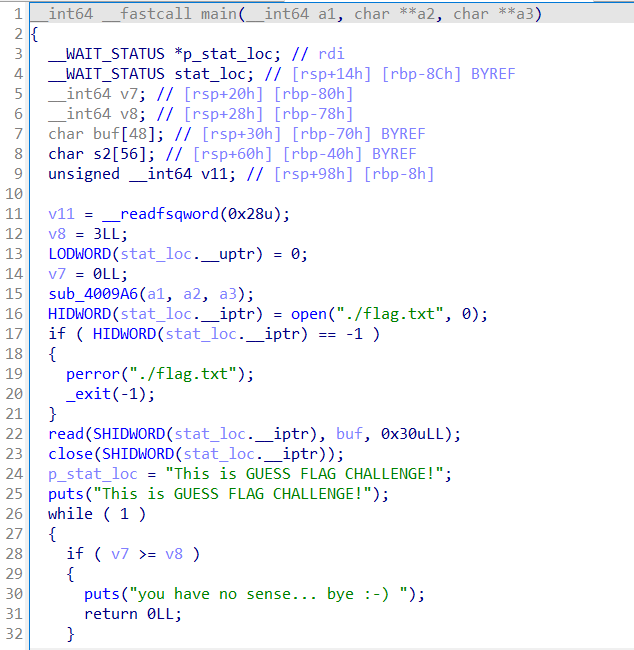 1 __int64 __fastcall main(__int64 a1, char **a2, char **a3)
2 {
3 __WAIT_STATUS *p_stat_loc; // rdi
4 __WAIT_STATUS stat_loc; // [rsp+14h] [rbp-8Ch] BYREF
5 __int64 v7; // [rsp+20h] [rbp-80h]
6 __int64 v8; // [rsp+28h] [rbp-78h]
7 char buf[48]; // [rsp+30h] [rbp-70h] BYREF
8 char s2[56]; // [rsp+60h] [rbp-40h] BYREF
9 unsigned __int64 v11; // [rsp+98h] [rbp-8h]
10
11 v11 = __readfsqword(0x28u);
12 v8 = 3LL;
13 LODWORD(stat_loc.__uptr) = 0;
14 v7 = 0LL;
15 sub_4009A6(a1, a2, a3);
16 HIDWORD(stat_loc.__iptr) = open("./flag.txt", 0);
17 if ( HIDWORD(stat_loc.__iptr) == -1 )
18 {
19 perror("./flag.txt");
20 _exit(-1);
21 }
22 read(SHIDWORD(stat_loc.__iptr), buf, 0x30uLL);
23 close(SHIDWORD(stat_loc.__iptr));
24 p_stat_loc = "This is GUESS FLAG CHALLENGE!";
25 puts("This is GUESS FLAG CHALLENGE!");
26 while ( 1 )
27 {
28 if ( v7 >= v8 )
29 {
30 puts("you have no sense... bye :-) ");
31 return 0LL;
32 }